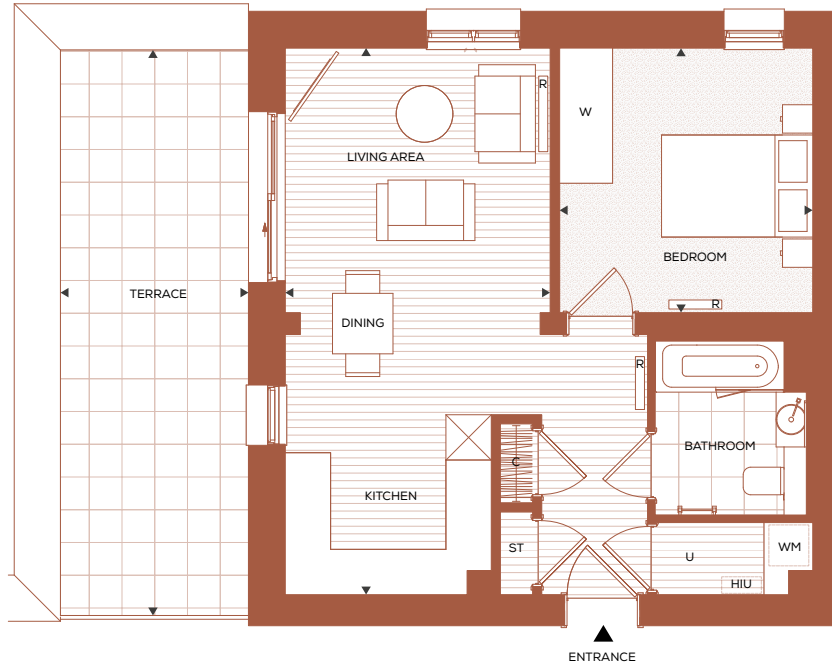 R
W
LIVING AREA
BEDROOM
TERRACE
R
DINING
R
BATHROOM
C
KITCHEN
ST
U
WM
HIU
ENTRANCE